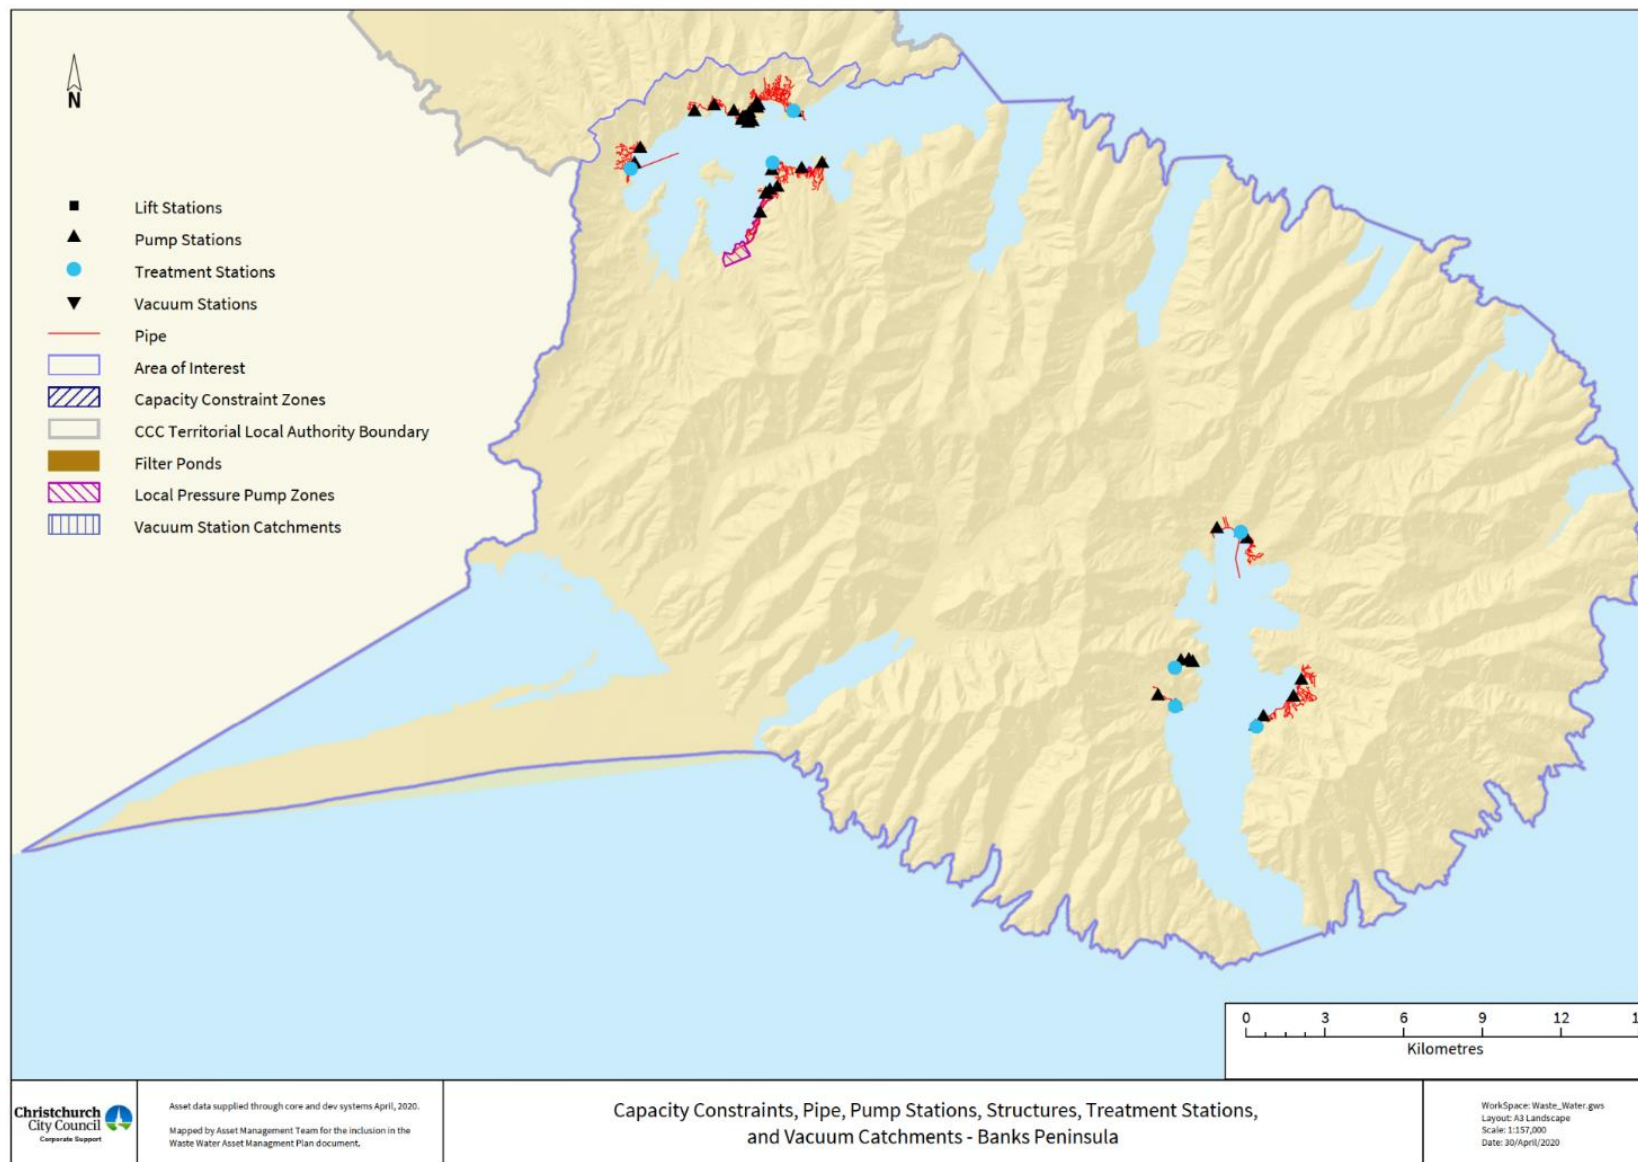 N
Lift Stations
Pump Stations
Treatment Stations
Vacuum Stations
Pipe
Area of Interest
Capacity Constraint Zones
CCC Territorial Local Authority Boundary
Filter Ponds
Local Pressure Pump Zones
Vacuum Station Catchments
0 3 6 9 12
Kilometres
Christchurch
City Council
Corporate Support
Asset data supplied through core and dev systems April, 2020.
Mapped by Asset Management Team for the inclusion in the
Waste Water Asset Managment Plan document.
Capacity Constraints, Pipe, Pump Stations, Structures, Treatment Stations,
and Vacuum Catchments - Banks Peninsula
WorkSpace: Waste_Water.gws
Layout: A3 Landscape
Scale: 1:157,000
Date: 30/April/2020